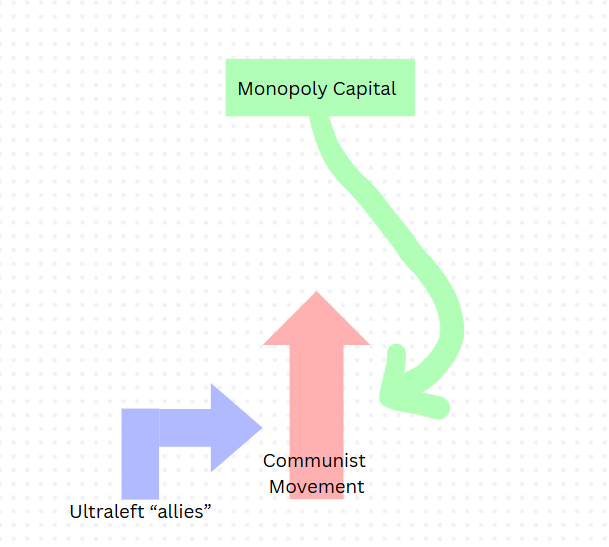 Monopoly Capital
Communist
Movement
Ultraleft “allies”